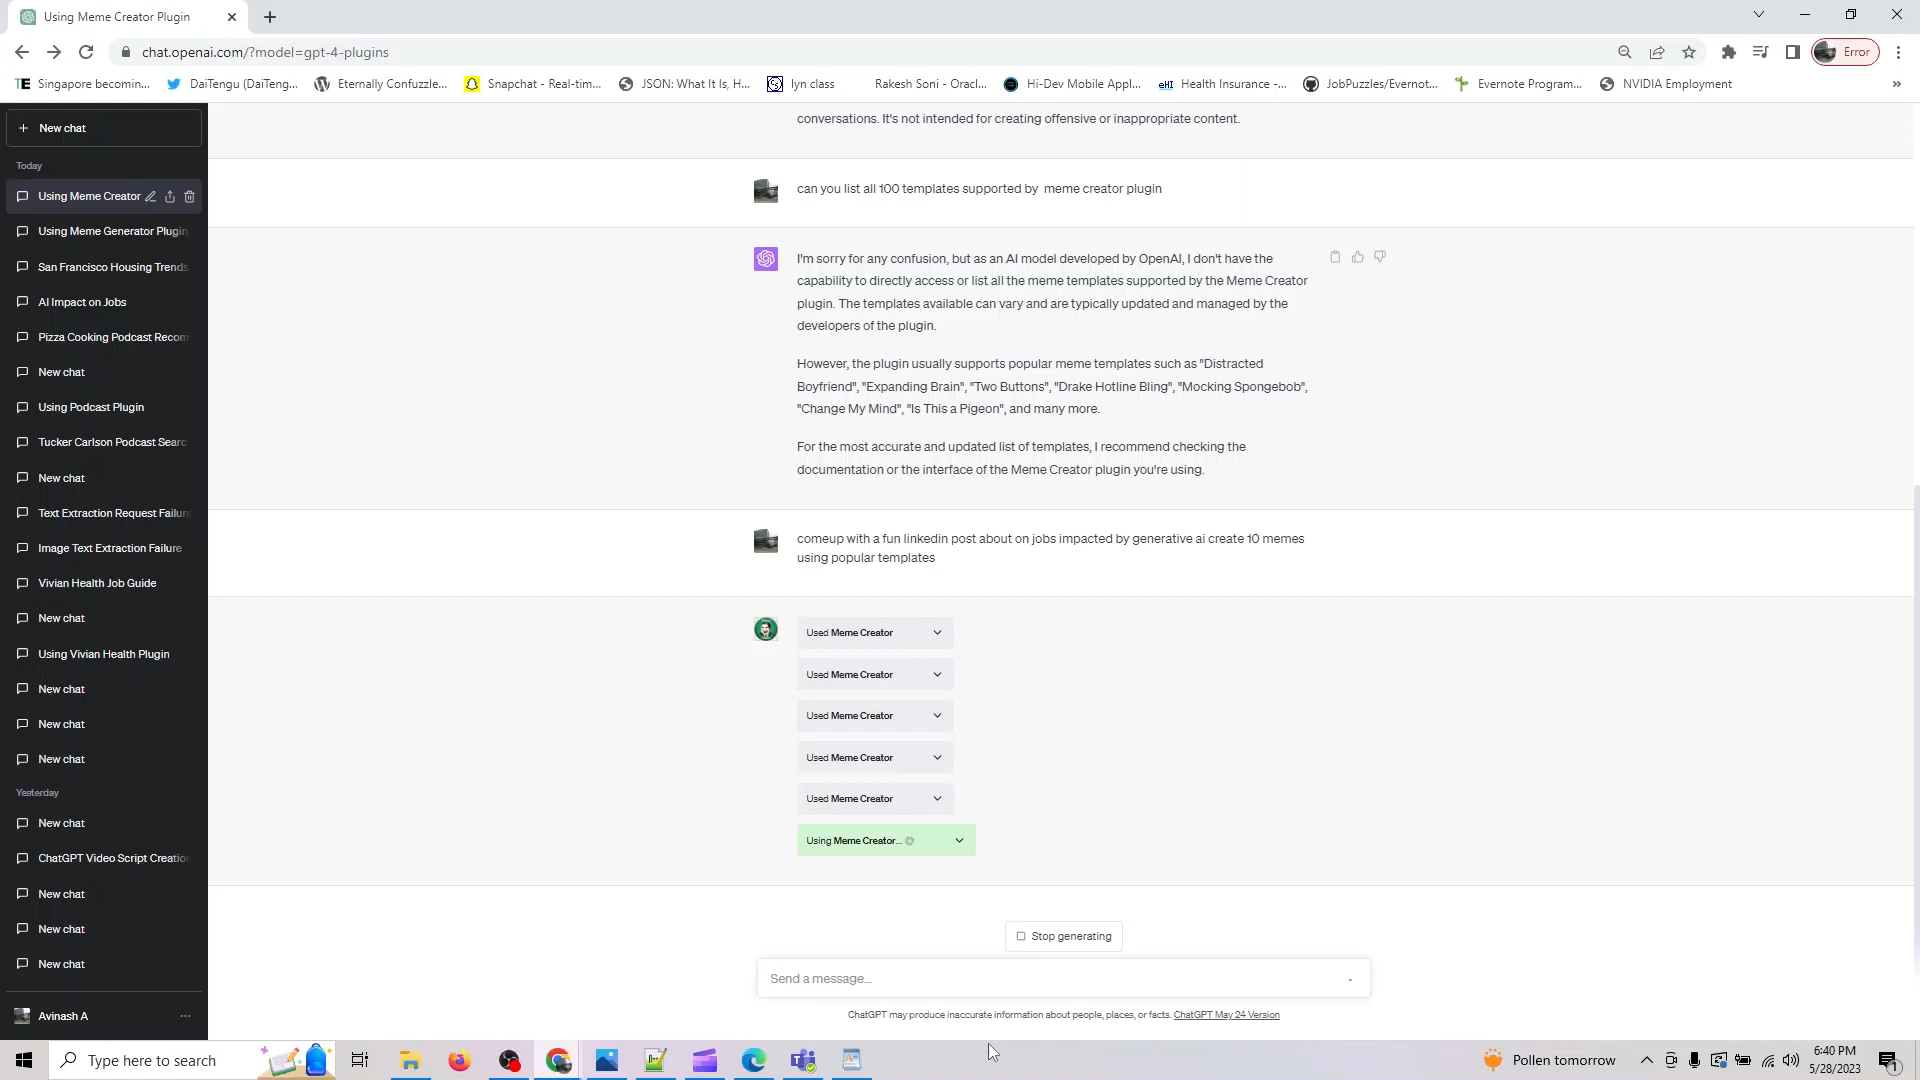 Using Meme Creator Plugin
chat.openai.com/?model=gpt-4-plugins
Error
TE Singapore becomin...
DaiTengu (DaiTeng...
Eternally Confuzzle...
Snapchat - Real-tim...
JSON: What It Is, H...
lyn class
Rakesh Soni - Oracl...
Hi-Dev Mobile Appl...
eHI Health Insurance -...
JobPuzzles/Evernot...
Evernote Program...
NVIDIA Employment
»
New chat
Today
Using Meme Creator
Using Meme Generator Plugin
San Francisco Housing Trends
AI Impact on Jobs
Pizza Cooking Podcast Recom
New chat
Using Podcast Plugin
Tucker Carlson Podcast Searc
New chat
Text Extraction Request Failure
Image Text Extraction Failure
Vivian Health Job Guide
New chat
Using Vivian Health Plugin
New chat
New chat
New chat
Yesterday
New chat
ChatGPT Video Script Creation
New chat
New chat
New chat
Avinash A
conversations. It's not intended for creating offensive or inappropriate content.
can you list all 100 templates supported by meme creator plugin
I'm sorry for any confusion, but as an AI model developed by OpenAI, I don't have the
capability to directly access or list all the meme templates supported by the Meme Creator
plugin. The templates available can vary and are typically updated and managed by the
developers of the plugin.
However, the plugin usually supports popular meme templates such as "Distracted
Boyfriend", "Expanding Brain", "Two Buttons", "Drake Hotline Bling", "Mocking Spongebob",
"Change My Mind", "Is This a Pigeon", and many more.
For the most accurate and updated list of templates, I recommend checking the
documentation or the interface of the Meme Creator plugin you're using.
comeup with a fun linkedin post about on jobs impacted by generative ai create 10 memes
using popular templates
Used Meme Creator
Used Meme Creator
Used Meme Creator
Used Meme Creator
Used Meme Creator
Using Meme Creator...
Stop generating
Send a message...
ChatGPT may produce inaccurate information about people, places, or facts. ChatGPT May 24 Version
Type here to search
Pollen tomorrow
6:40 PM
5/28/2023
1